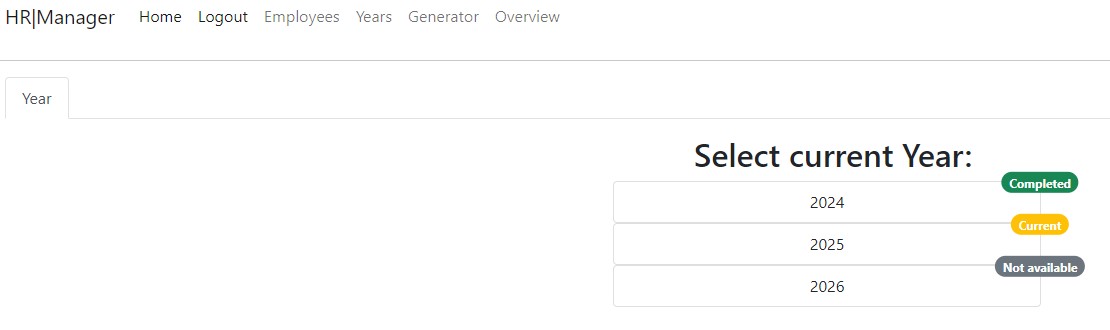 HR|Manager Home Logout Employees Years Generator Overview
Year
Select current Year:
Completed
2024
Current
2025
Not available
2026